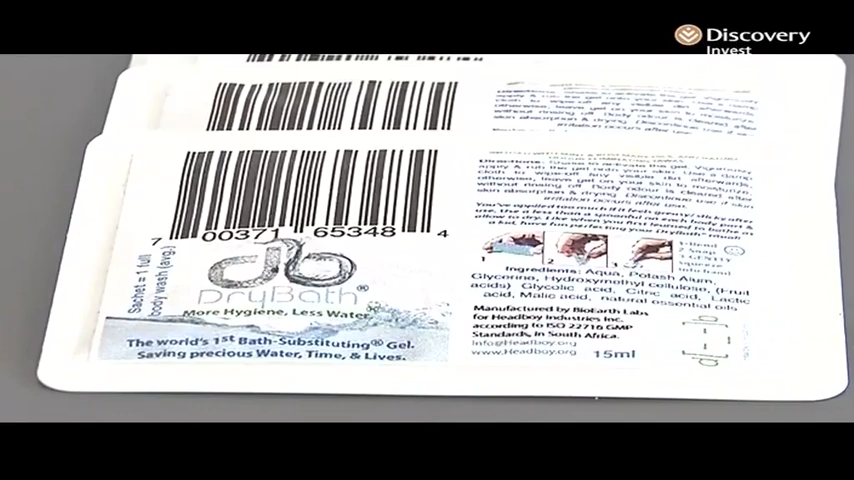 Discovery
Invest
7 00371 65348 4
Sachet = 1 full
body wash (avg.)
db
DryBath®
More Hygiene, Less Water
The world's 1st Bath-Substituting® Gel.
Saving precious Water, Time, & Lives.
apply & rub the gel onto your skin. Use a damp
cloth to wipe-off any visible dirt afterwards,
otherwise, leave gel on your skin to moisturize
without rinsing off. Body odour is cleared after
skin absorption & drying. Discontinue use if skin
irritation occurs after use.
You've applied too much if it feels greasy/sticky after
use. Use a less than a spoonful on each body part &
allow to dry. Like when you first learned to bathe as
a kid, have fun
your DryBath®
1 2 3
Ingredients: Aqua, Potash Alum,
Glycerine, Hydroxymethyl cellulose, (Fruit
acids) Glycolic acid, Citric acid, Lactic
acid, Malic acid, natural essential oils
Manufactured by BioEarth Labs
for Headboy Industries Inc.
according to ISO 22716 GMP
Standards, in South Africa.
Info@Headboy.org
www.Headboy.org 15ml